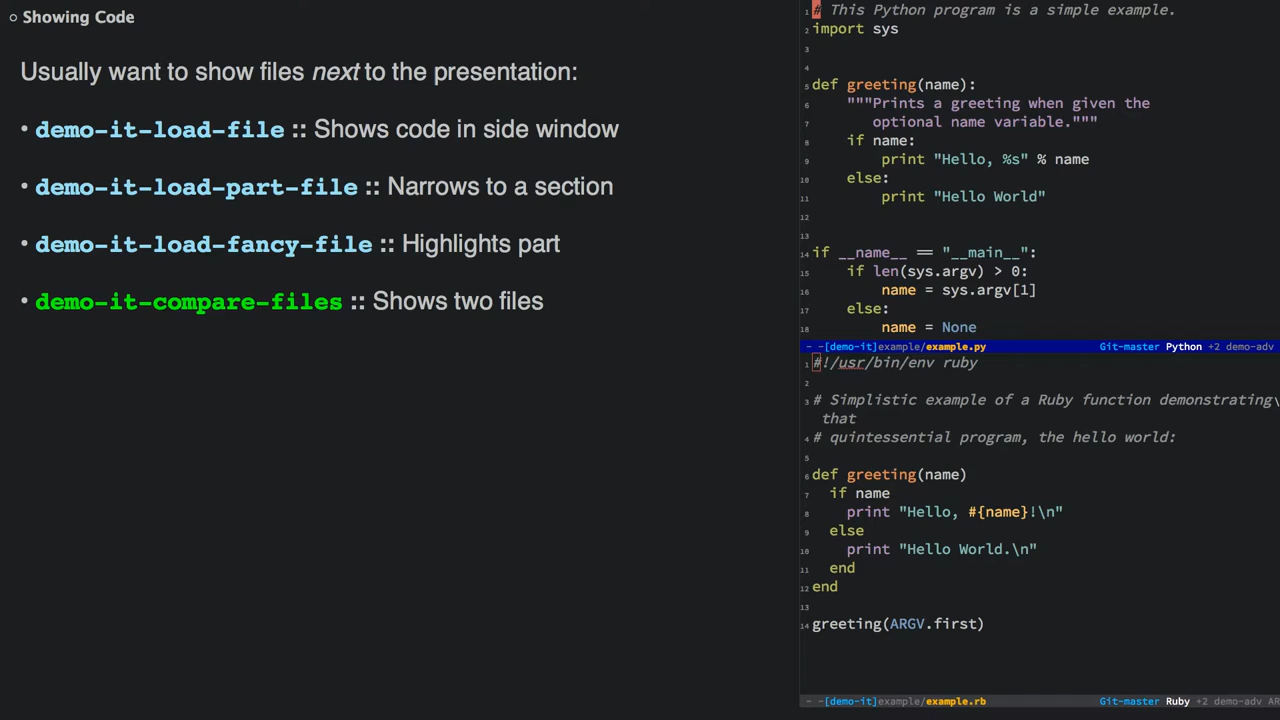 ○ Showing Code
Usually want to show files next to the presentation:
• demo-it-load-file :: Shows code in side window
• demo-it-load-part-file :: Narrows to a section
• demo-it-load-fancy-file :: Highlights part
• demo-it-compare-files :: Shows two files
1 # This Python program is a simple example.
2 import sys
3
4
5 def greeting(name):
6 """Prints a greeting when given the
7 optional name variable."""
8 if name:
9 print "Hello, %s" % name
10 else:
11 print "Hello World"
12
13
14 if __name__ == "__main__":
15 if len(sys.argv) > 0:
16 name = sys.argv[1]
17 else:
18 name = None
- -[demo-it]example/example.py Git-master Python +2 demo-adv
1 #!/usr/bin/env ruby
2
3 # Simplistic example of a Ruby function demonstrating\
that
4 # quintessential program, the hello world:
5
6 def greeting(name)
7 if name
8 print "Hello, #{name}!\n"
9 else
10 print "Hello World.\n"
11 end
12 end
13
14 greeting(ARGV.first)
- -[demo-it]example/example.rb Git-master Ruby +2 demo-adv AR